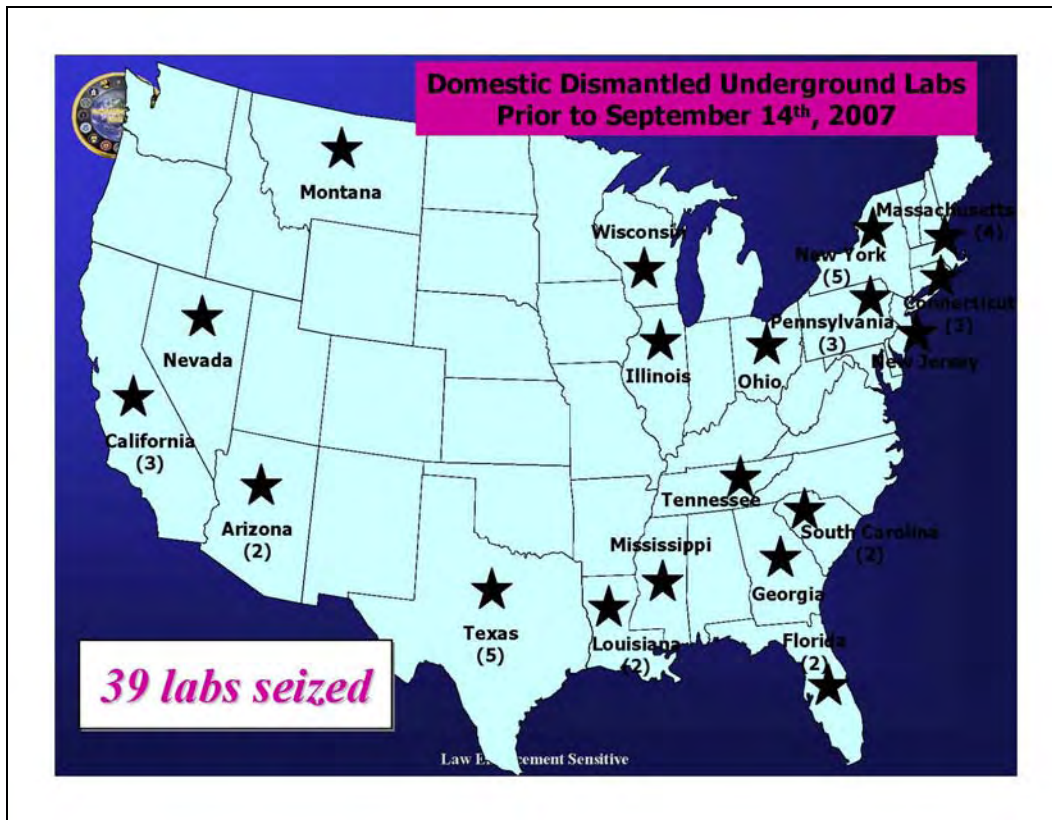 Domestic Dismantled Underground Labs
Prior to September 14th, 2007
Montana
Massachusetts
(4)
Wisconsin
New York
(5)
Connecticut
(3)
Pennsylvania
(3)
New Jersey
Nevada
Illinois
Ohio
California
(3)
Tennessee
Arizona
(2)
South Carolina
(2)
Mississippi
Georgia
Texas
(5)
Louisiana
(2)
Florida
(2)
39 labs seized
Law Enforcement Sensitive